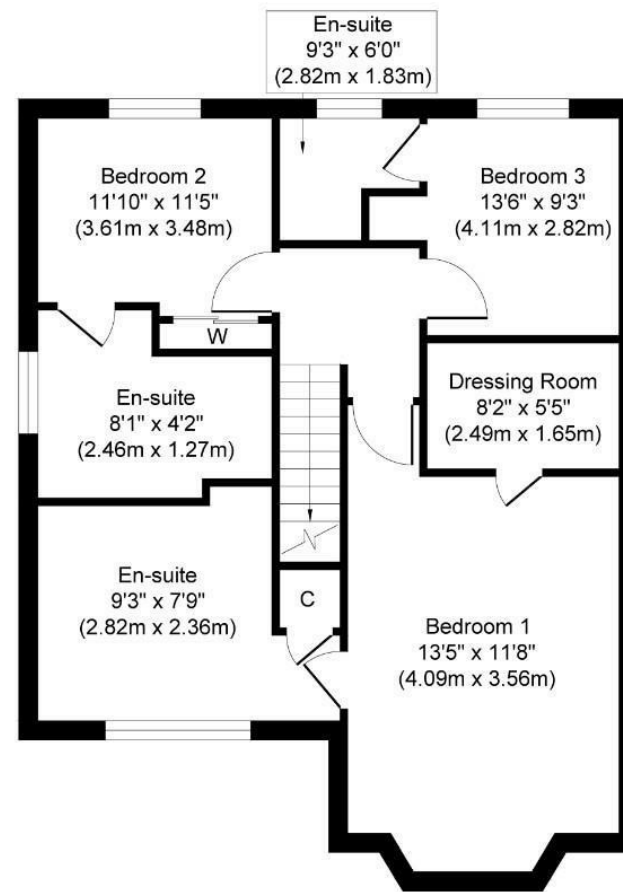 En-suite
9'3" x 6'0"
(2.82m x 1.83m)
Bedroom 2
11'10" x 11'5"
(3.61m x 3.48m)
Bedroom 3
13'6" x 9'3"
(4.11m x 2.82m)
W
En-suite
8'1" x 4'2"
(2.46m x 1.27m)
Dressing Room
8'2" x 5'5"
(2.49m x 1.65m)
En-suite
9'3" x 7'9"
(2.82m x 2.36m)
C
Bedroom 1
13'5" x 11'8"
(4.09m x 3.56m)